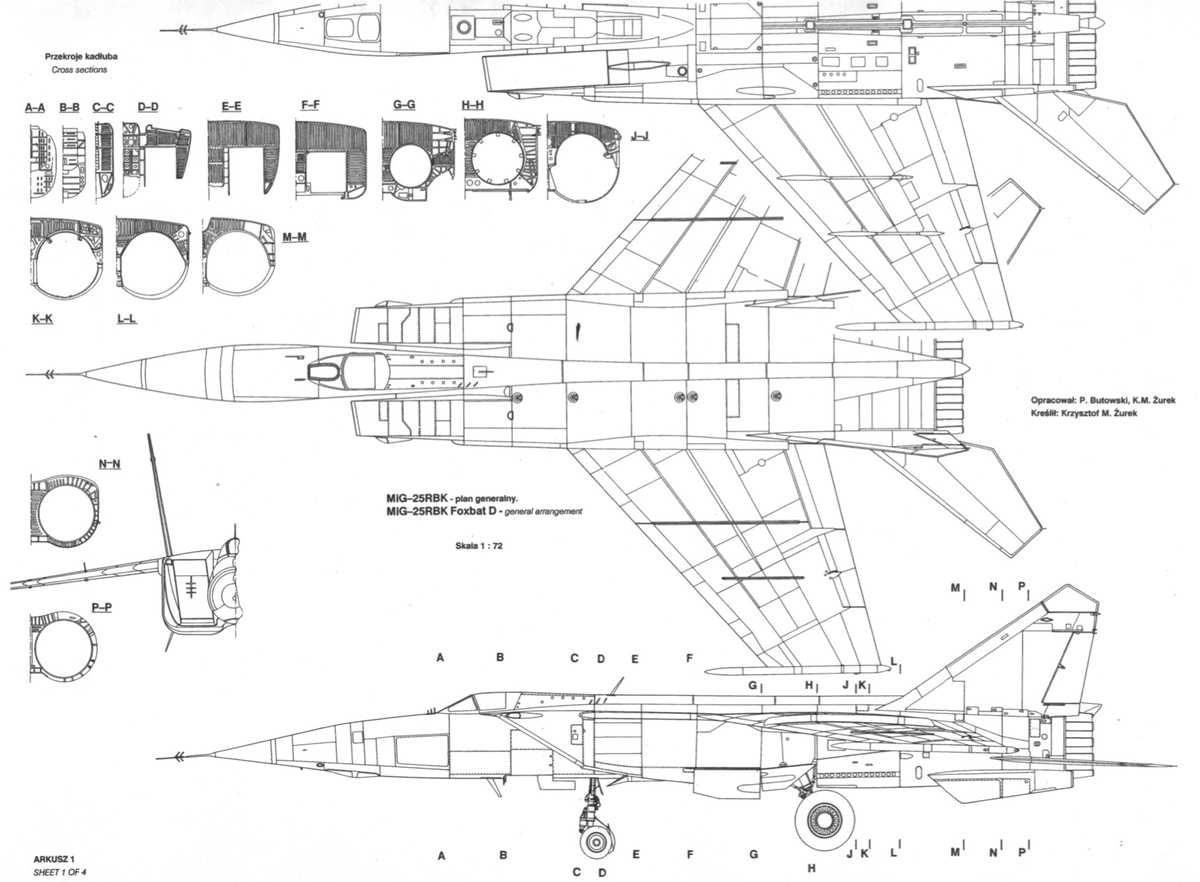 Przekroje kadłuba
Cross sections
A–A B–B C–C D–D E–E F–F G–G H–H
J–J
M–M
K–K L–L
Opracował: P. Butowski, K.M. Żurek
Kreślił: Krzysztof M. Żurek
N–N
MiG–25RBK - plan generalny.
MiG–25RBK Foxbat D - general arrangement
Skala 1 : 72
P–P
M N P
A B C D E F L
G H J K
A B E F G J K L M N P
C D H
ARKUSZ 1
SHEET 1 OF 4